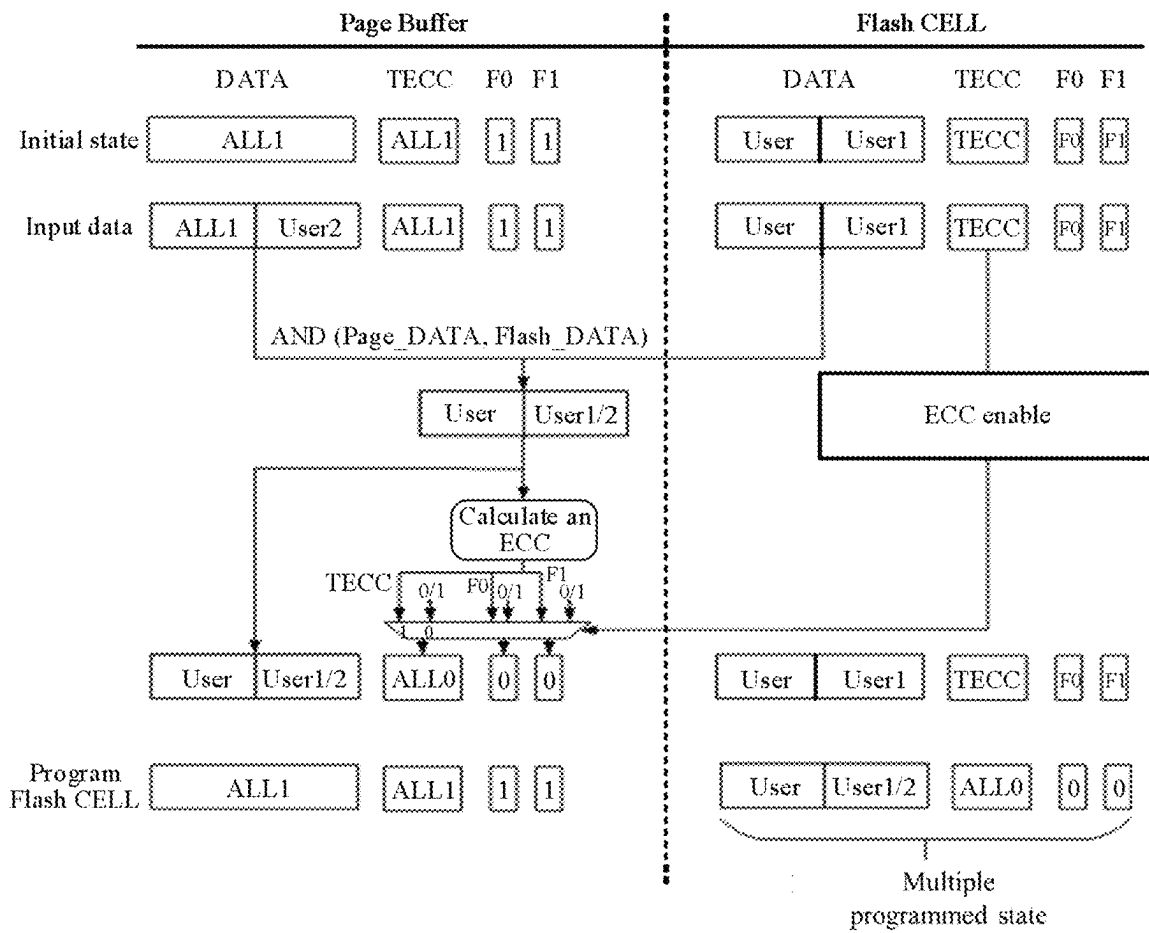 Page Buffer Flash CELL
DATA TECC F0 F1 DATA TECC F0 F1
Initial state ALL1 ALL1 1 1 User User1 TECC F0 F1
Input data ALL1 User2 ALL1 1 1 User User1 TECC F0 F1
AND (Page_DATA, Flash_DATA)
User User1/2 ECC enable
Calculate an
ECC
TECC 0/1 F0 0/1 F1 0/1
1 0
User User1/2 ALL0 0 0 User User1 TECC F0 F1
Program
Flash CELL ALL1 ALL1 1 1 User User1/2 ALL0 0 0
Multiple
programmed state